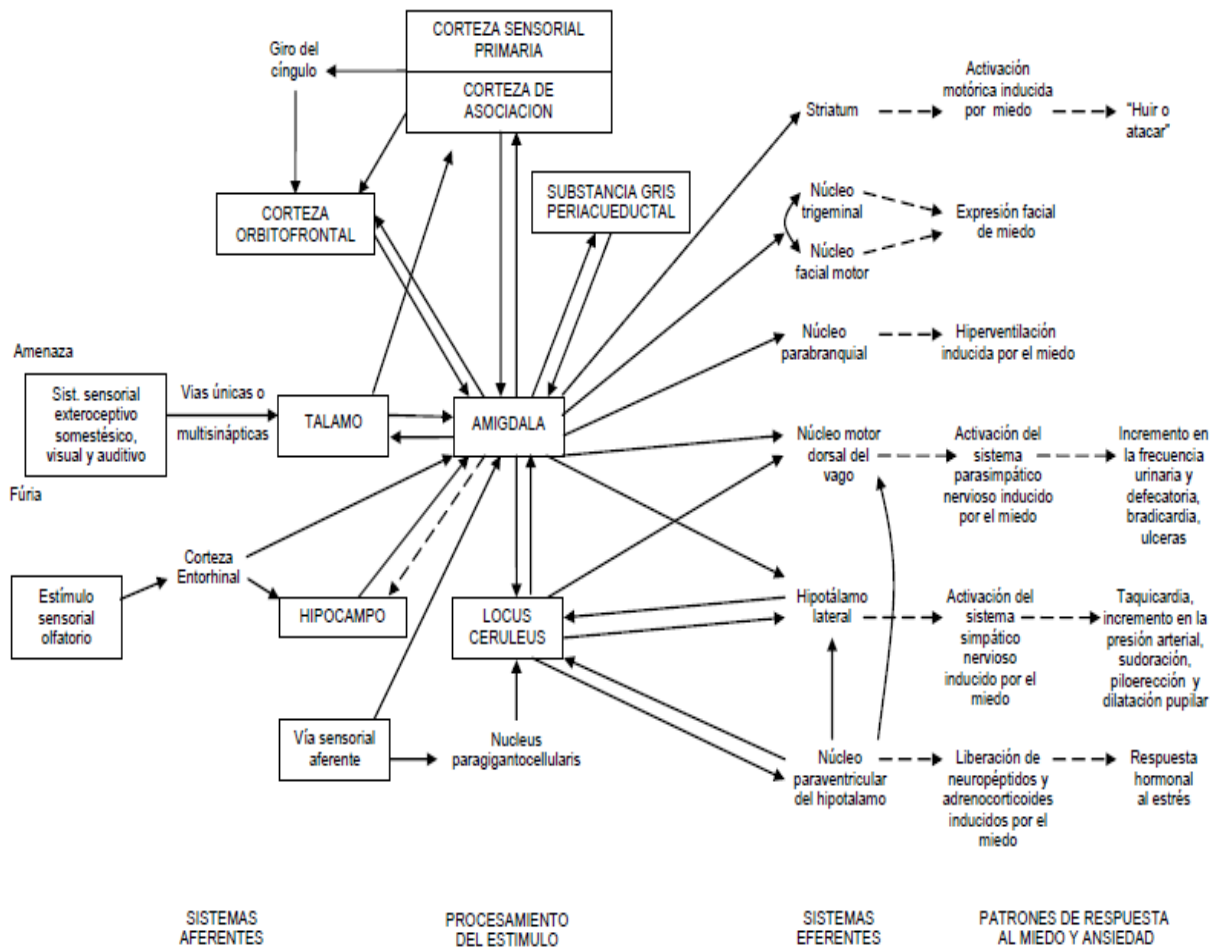 CORTEZA SENSORIAL
PRIMARIA
CORTEZA DE
ASOCIACION
Giro del
cíngulo
CORTEZA
ORBITOFRONTAL
SUBSTANCIA GRIS
PERIACUEDUCTAL
Striatum
Activación
motórica inducida
por miedo
"Huir o
atacar"
Núcleo
trigeminal
Núcleo
facial motor
Expresión facial
de miedo
Núcleo
parabranquial
Hiperventilación
inducida por el miedo
Amenaza
Sist. sensorial
exteroceptivo
somestésico,
visual y auditivo
Fúria
Vias únicas o
multisinápticas
TALAMO
AMIGDALA
Núcleo motor
dorsal del
vago
Activación del
sistema
parasimpático
nervioso inducido
por el miedo
Incremento en
la frecuencia
urinaria y
defecatoria,
bradicardia,
ulceras
Estímulo
sensorial
olfatorio
Corteza
Entorhinal
HIPOCAMPO
LOCUS
CERULEUS
Hipotálamo
lateral
Activación del
sistema
simpático
nervioso
inducido por el
miedo
Taquicardia,
incremento en la
presión arterial,
sudoración,
piloerección y
dilatación pupilar
Vía sensorial
aferente
Nucleus
paragigantocellularis
Núcleo
paraventricular
del hipotalamo
Liberación de
neuropéptidos y
adrenocorticoides
inducidos por el
miedo
Respuesta
hormonal
al estrés
SISTEMAS
AFERENTES
PROCESAMIENTO
DEL ESTIMULO
SISTEMAS
EFERENTES
PATRONES DE RESPUESTA
AL MIEDO Y ANSIEDAD